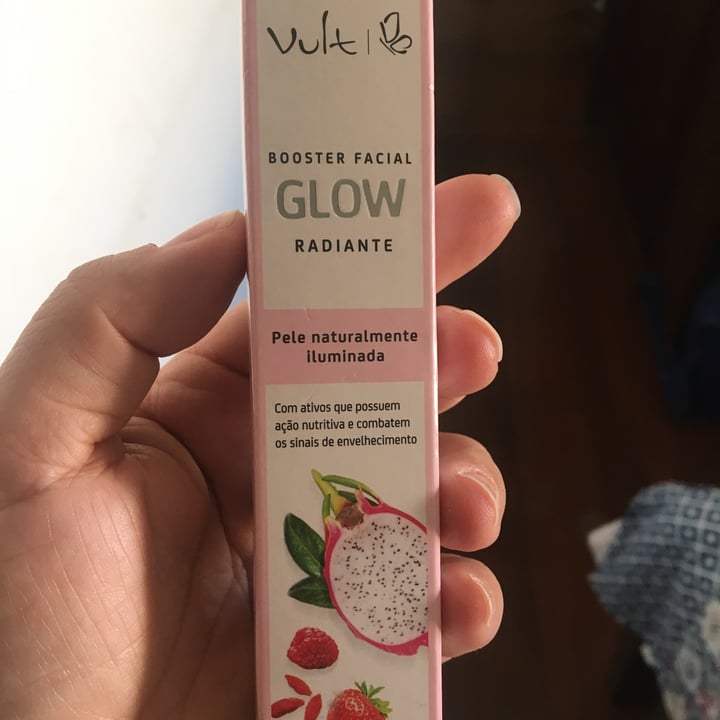 Vult
BOOSTER FACIAL
GLOW
RADIANTE
Pele naturalmente
iluminada
Com ativos que possuem
ação nutritiva e combatem
os sinais de envelhecimento